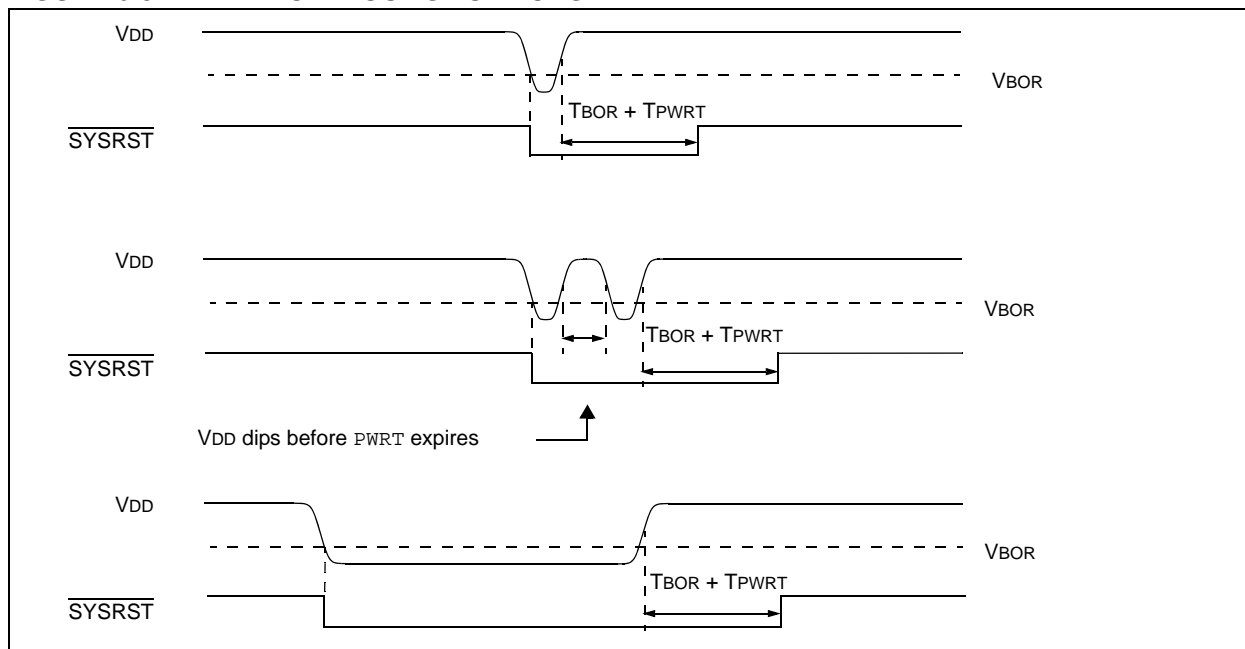 VDD
VBOR
TBOR + TPWRT
SYSRST
VDD
VBOR
TBOR + TPWRT
SYSRST
VDD dips before PWRT expires
VDD
VBOR
TBOR + TPWRT
SYSRST